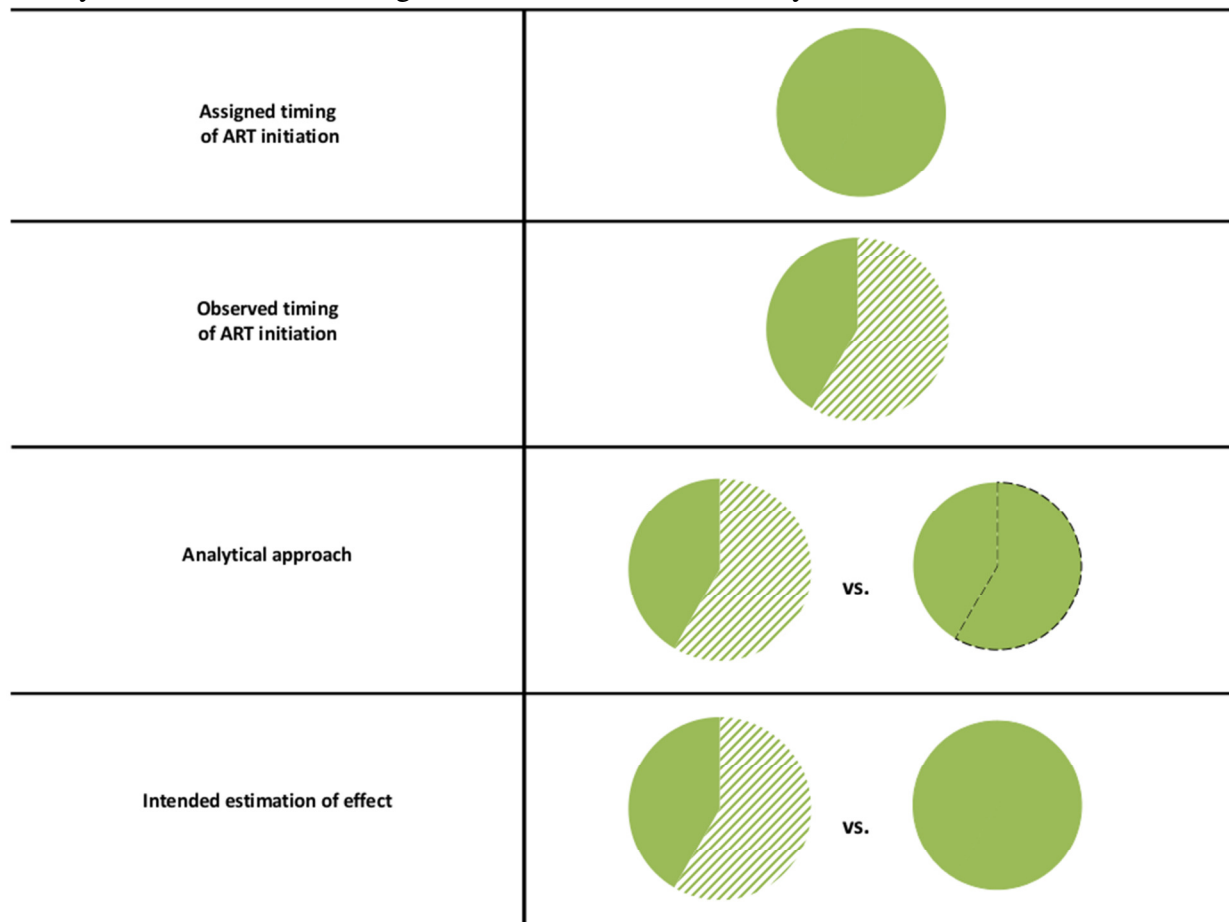 Assigned timing
of ART initiation
Observed timing
of ART initiation
Analytical approach
vs.
Intended estimation of effect
vs.